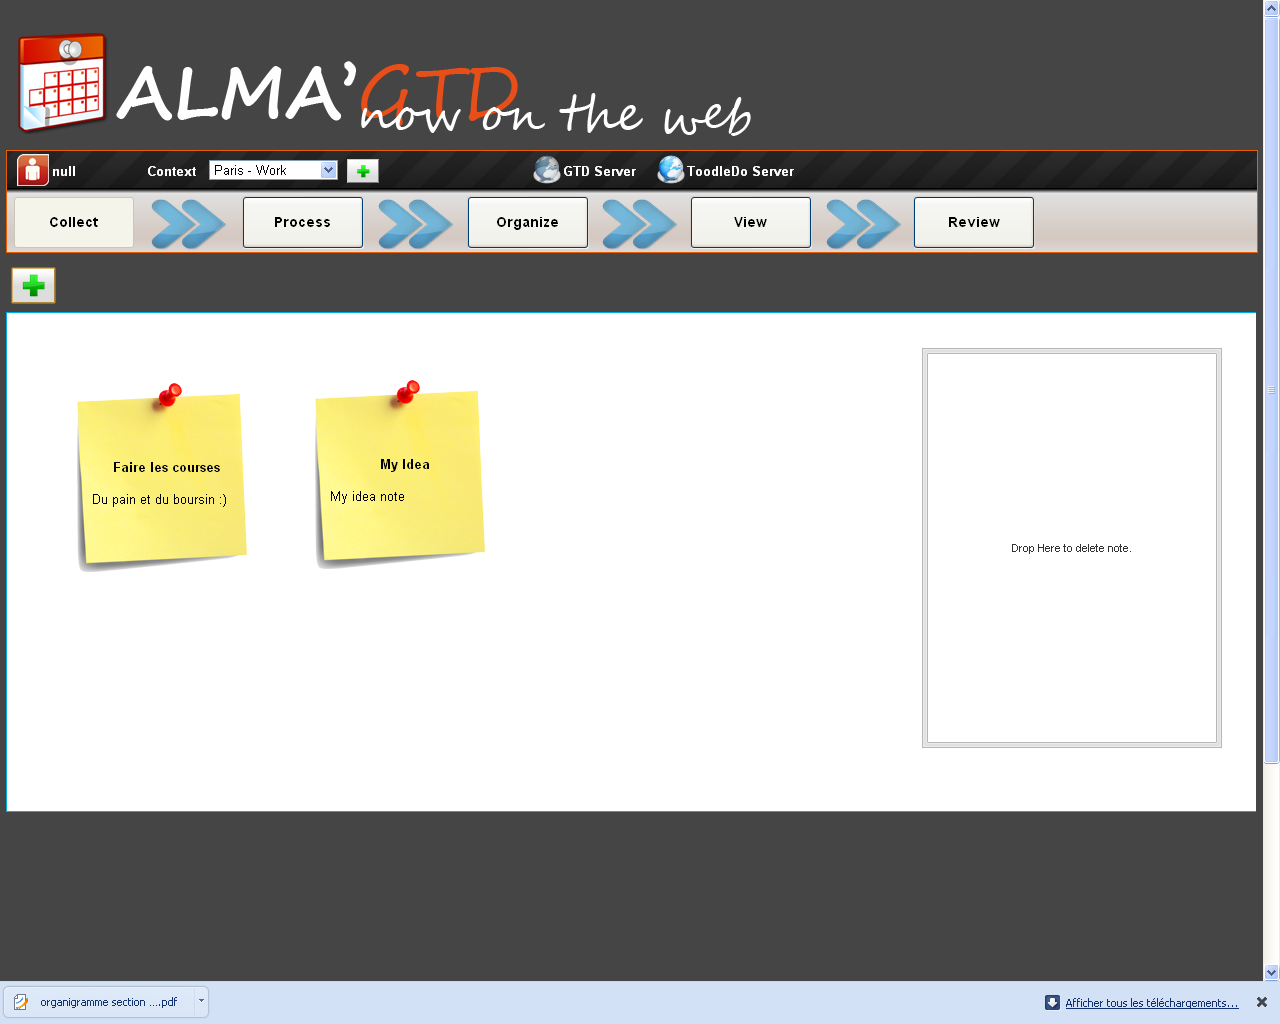 ALMA'GTD
now on the web
null Context Paris - Work GTD Server ToodleDo Server
Collect Process Organize View Review
Faire les courses
Du pain et du boursin :)
My Idea
My idea note
Drop Here to delete note.
organigramme section ....pdf Afficher tous les téléchargements...